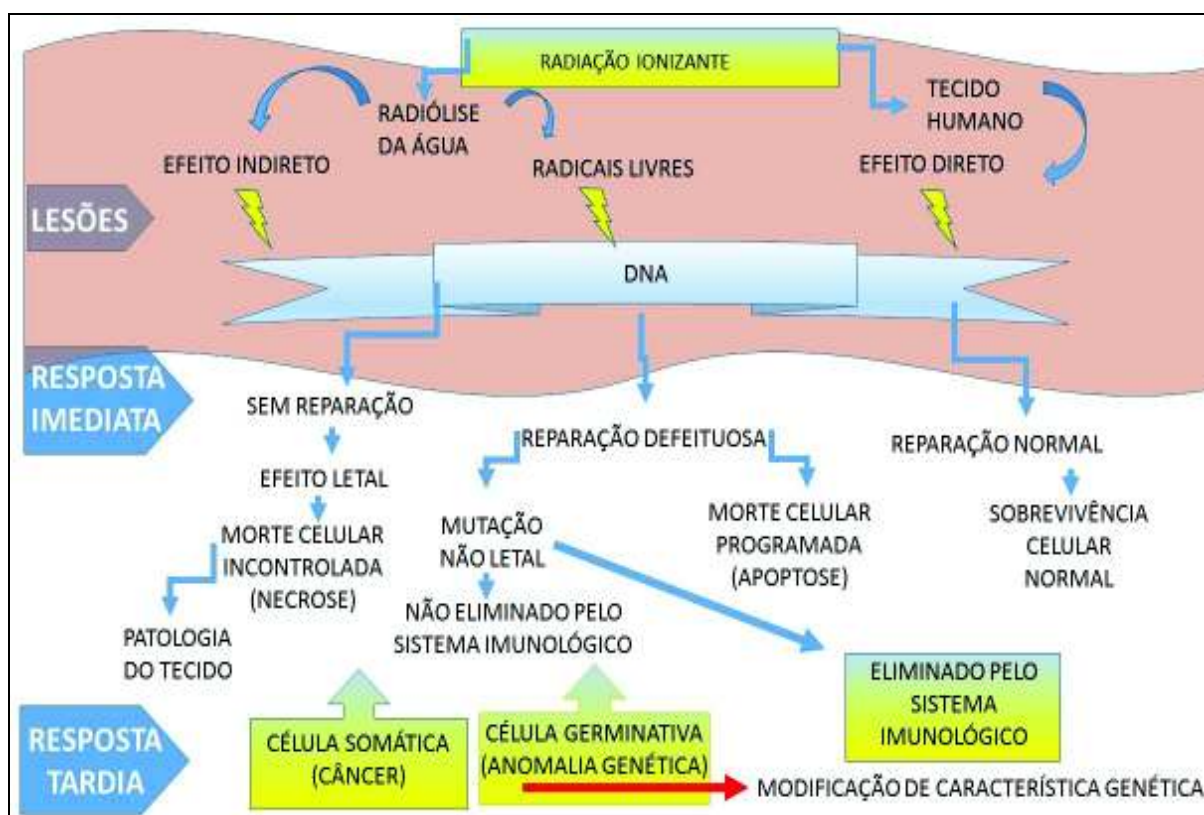 RADIAÇÃO IONIZANTE
RADIÓLISE
DA ÁGUA
TECIDO
HUMANO
EFEITO INDIRETO
RADICAIS LIVRES
EFEITO DIRETO
LESÕES
DNA
RESPOSTA
IMEDIATA
SEM REPARAÇÃO
REPARAÇÃO DEFEITUOSA
REPARAÇÃO NORMAL
EFEITO LETAL
MORTE CELULAR
INCONTROLADA
(NECROSE)
MUTAÇÃO
NÃO LETAL
MORTE CELULAR
PROGRAMADA
(APOPTOSE)
SOBREVIVÊNCIA
CELULAR
NORMAL
PATOLOGIA
DO TECIDO
NÃO ELIMINADO PELO
SISTEMA IMUNOLÓGICO
ELIMINADO PELO
SISTEMA
IMUNOLÓGICO
RESPOSTA
TARDIA
CÉLULA SOMÁTICA
(CÂNCER)
CÉLULA GERMINATIVA
(ANOMALIA GENÉTICA)
MODIFICAÇÃO DE CARACTERÍSTICA GENÉTICA